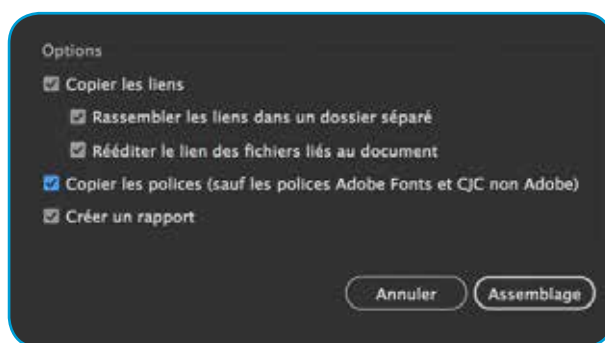 Options
Copier les liens
Rassembler les liens dans un dossier séparé
Rééditer le lien des fichiers liés au document
Copier les polices (sauf les polices Adobe Fonts et CJC non Adobe)
Créer un rapport
Annuler
Assemblage